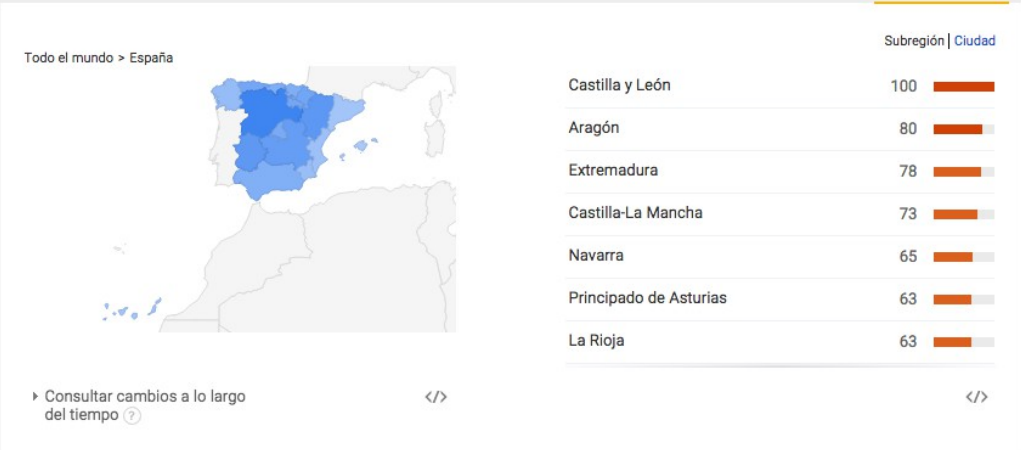 Subregión | Ciudad
Todo el mundo > España
Castilla y León 100
Aragón 80
Extremadura 78
Castilla-La Mancha 73
Navarra 65
Principado de Asturias 63
La Rioja 63
Consultar cambios a lo largo
del tiempo ?
</> </>